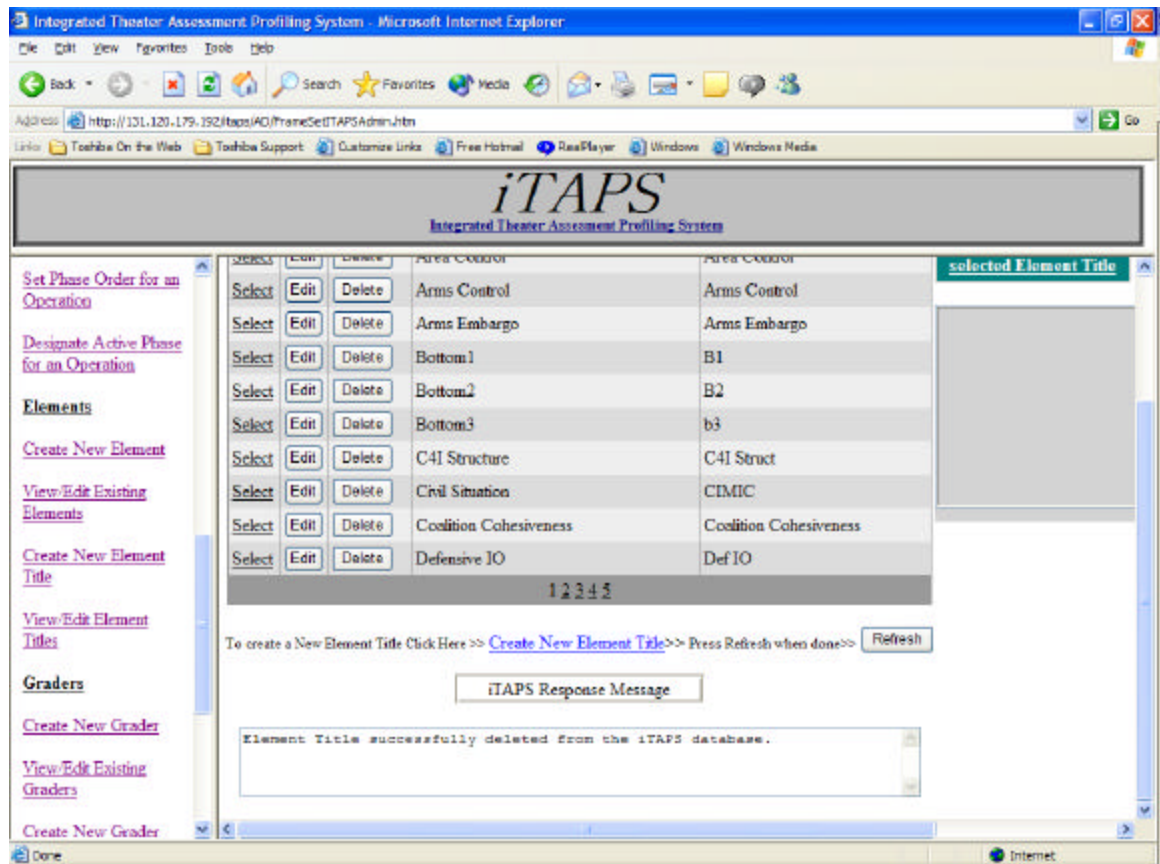 Integrated Theater Assessment Profiling System - Microsoft Internet Explorer
File Edit View Favorites Tools Help
Back Search Favorites Media
Address http://131.120.179.192/itaps/AD/FrameSetITAPSAdmin.htm Go
Links Toshiba On the Web Toshiba Support Customize Links Free Hotmail RealPlayer Windows Windows Media
iTAPS
Integrated Theater Assessment Profiling System
Set Phase Order for an
Operation
Designate Active Phase
for an Operation
Elements
Create New Element
View/Edit Existing
Elements
Create New Element
Title
View/Edit Element
Titles
Graders
Create New Grader
View/Edit Existing
Graders
Create New Grader
Select Edit Delete Area Control Area Control
Select Edit Delete Arms Control Arms Control
Select Edit Delete Arms Embargo Arms Embargo
Select Edit Delete Bottom1 B1
Select Edit Delete Bottom2 B2
Select Edit Delete Bottom3 b3
Select Edit Delete C4I Structure C4I Struct
Select Edit Delete Civil Situation CIMIC
Select Edit Delete Coalition Cohesiveness Coalition Cohesiveness
Select Edit Delete Defensive IO Def IO
1 2 3 4 5
To create a New Element Title Click Here >> Create New Element Title>> Press Refresh when done>> Refresh
iTAPS Response Message
Element Title successfully deleted from the iTAPS database.
selected Element Title
Done Internet